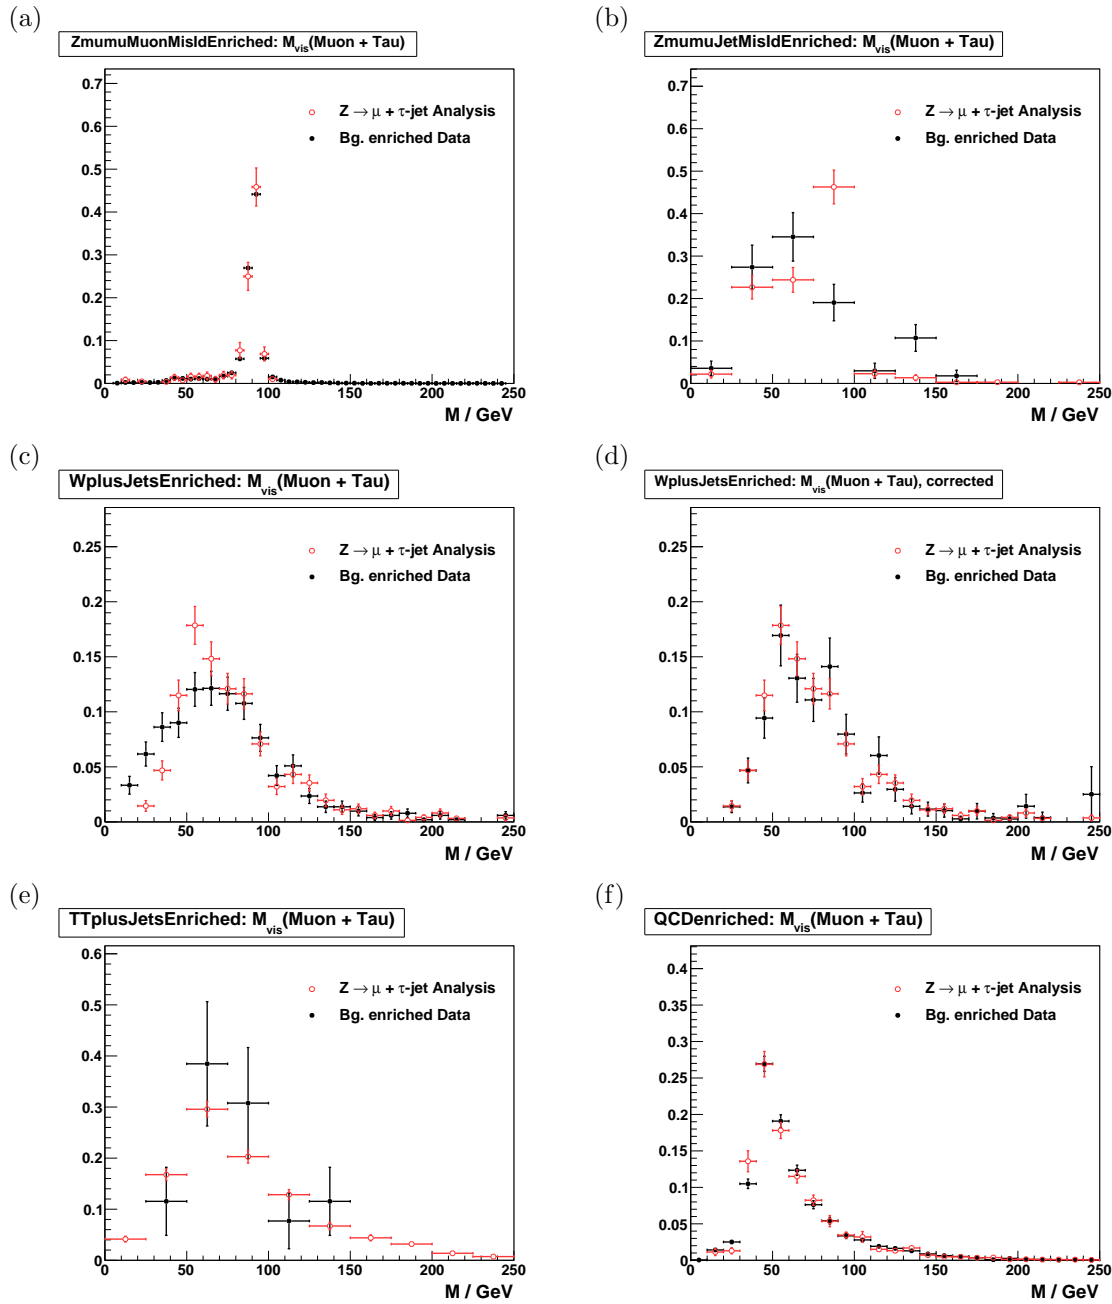 (a)
ZmumuMuonMisIdEnriched: M_vis(Muon + Tau)
0.7
0.6
0.5
0.4
0.3
0.2
0.1
0
0 50 100 150 200 250
M / GeV
Z → μ + τ-jet Analysis
Bg. enriched Data
(b)
ZmumuJetMisIdEnriched: M_vis(Muon + Tau)
0.7
0.6
0.5
0.4
0.3
0.2
0.1
0
0 50 100 150 200 250
M / GeV
Z → μ + τ-jet Analysis
Bg. enriched Data
(c)
WplusJetsEnriched: M_vis(Muon + Tau)
0.25
0.2
0.15
0.1
0.05
0
0 50 100 150 200 250
M / GeV
Z → μ + τ-jet Analysis
Bg. enriched Data
(d)
WplusJetsEnriched: M_vis(Muon + Tau), corrected
0.25
0.2
0.15
0.1
0.05
0
0 50 100 150 200 250
M / GeV
Z → μ + τ-jet Analysis
Bg. enriched Data
(e)
TTplusJetsEnriched: M_vis(Muon + Tau)
0.6
0.5
0.4
0.3
0.2
0.1
0
0 50 100 150 200 250
M / GeV
Z → μ + τ-jet Analysis
Bg. enriched Data
(f)
QCDenriched: M_vis(Muon + Tau)
0.4
0.35
0.3
0.25
0.2
0.15
0.1
0.05
0
0 50 100 150 200 250
M / GeV
Z → μ + τ-jet Analysis
Bg. enriched Data